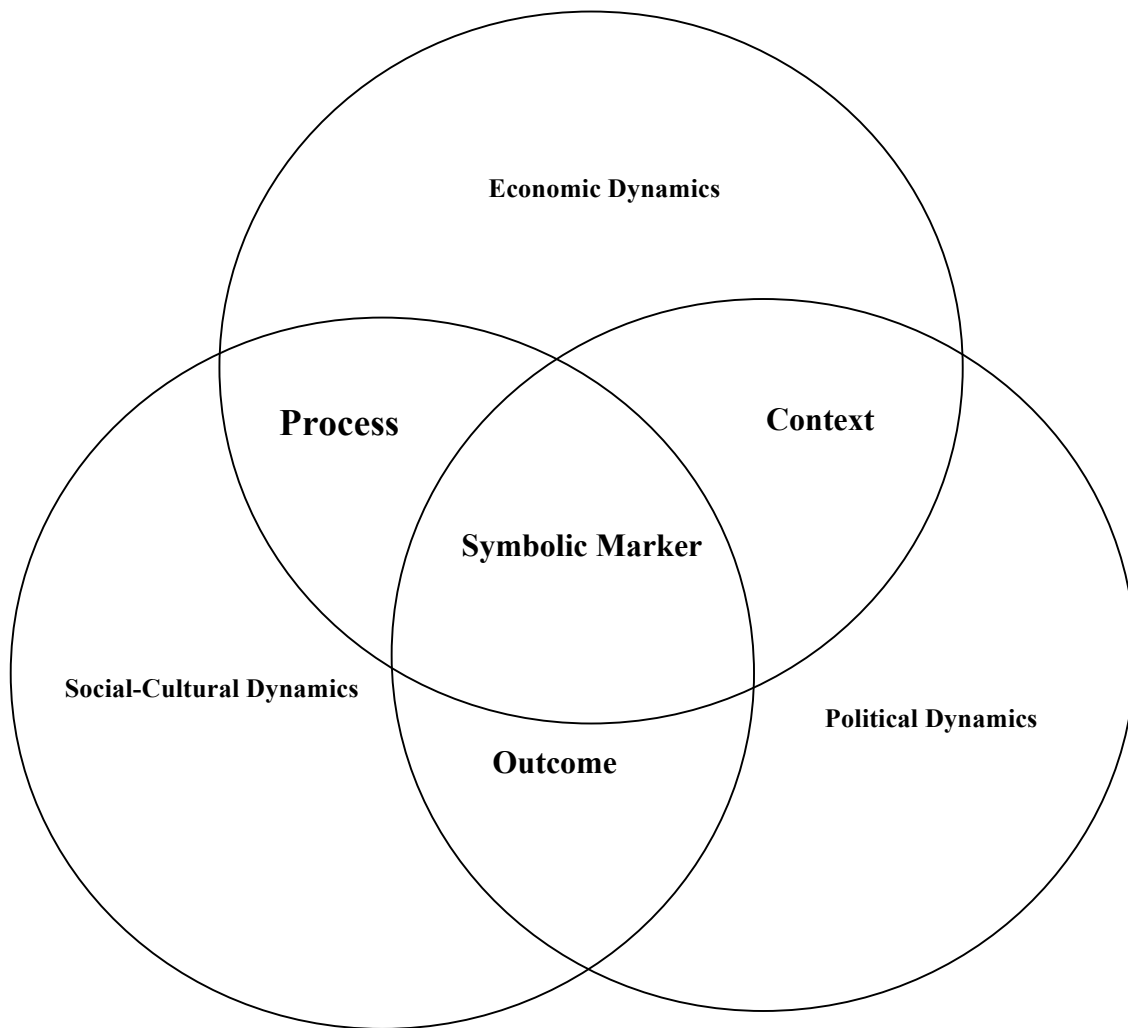 Economic Dynamics
Process
Context
Symbolic Marker
Social-Cultural Dynamics
Political Dynamics
Outcome